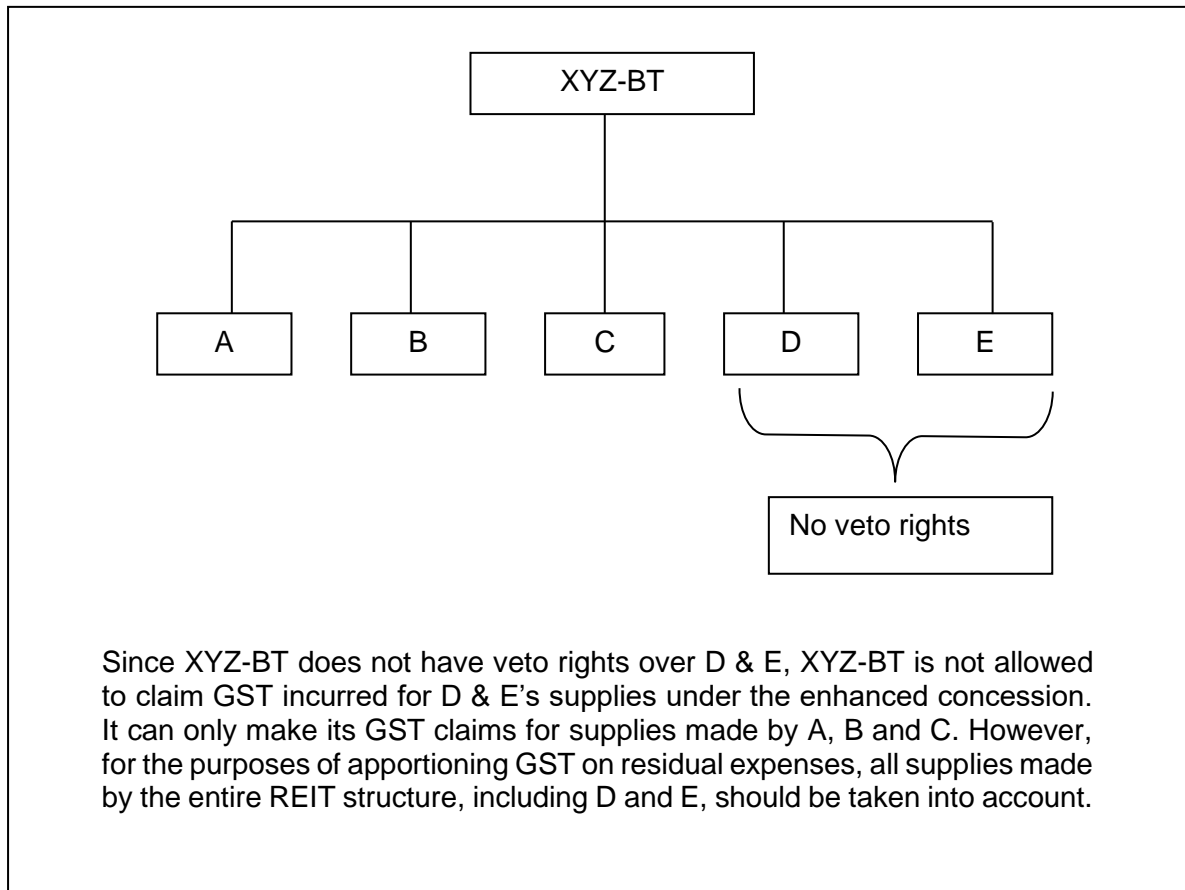 XYZ-BT
A
B
C
D
E
No veto rights
Since XYZ-BT does not have veto rights over D & E, XYZ-BT is not allowed
to claim GST incurred for D & E's supplies under the enhanced concession.
It can only make its GST claims for supplies made by A, B and C. However,
for the purposes of apportioning GST on residual expenses, all supplies made
by the entire REIT structure, including D and E, should be taken into account.